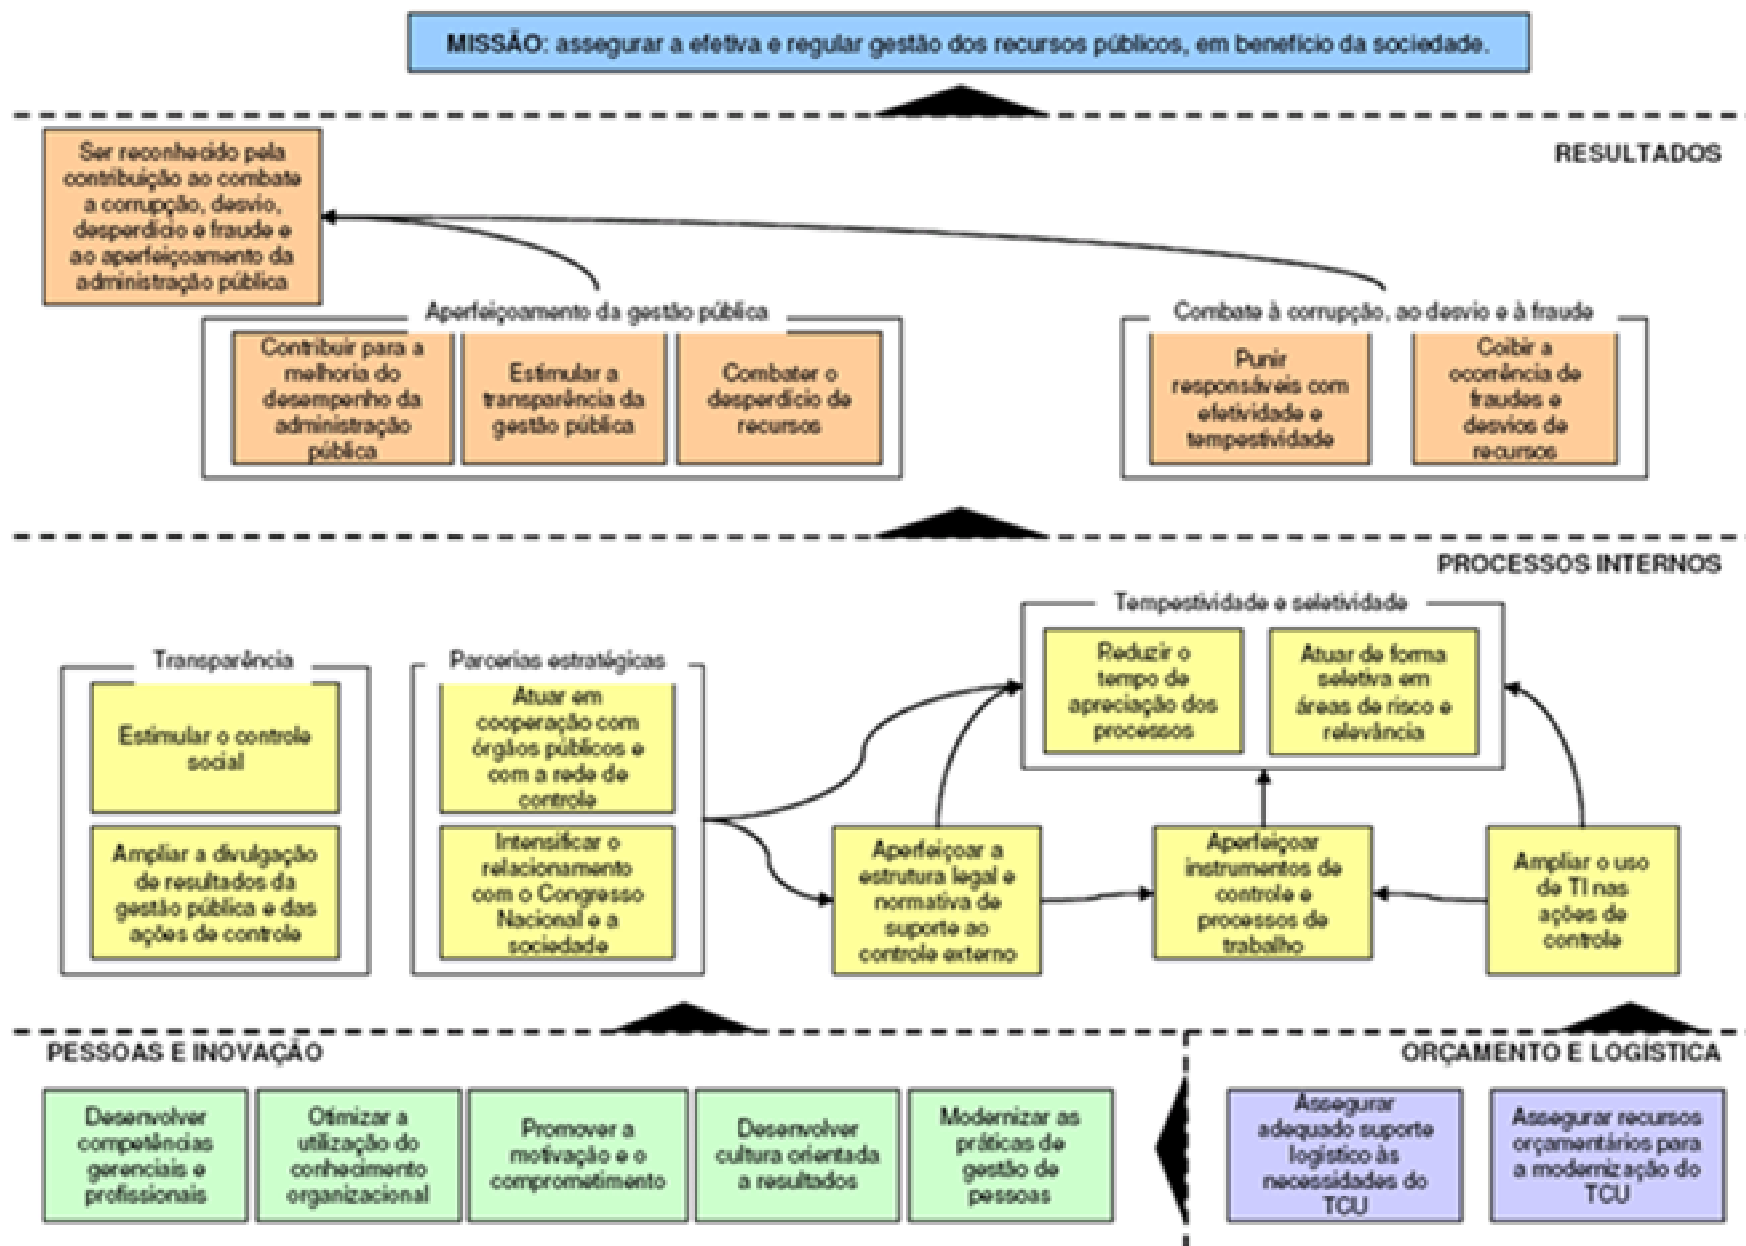 MISSÃO: assegurar a efetiva e regular gestão dos recursos públicos, em benefício da sociedade.
RESULTADOS
Ser reconhecido pela
contribuição ao combate
a corrupção, desvio,
desperdício e fraude e
ao aperfeiçoamento da
administração pública
Aperfeiçoamento da gestão pública
Contribuir para a
melhoria do
desempenho da
administração
pública
Estimular a
transparência da
gestão pública
Combater o
desperdício de
recursos
Combate à corrupção, ao desvio e à fraude
Punir
responsáveis com
efetividade e
tempestividade
Coibir a
ocorrência de
fraudes e
desvios de
recursos
PROCESSOS INTERNOS
Transparência
Estimular o controle
social
Ampliar a divulgação
de resultados da
gestão pública e das
ações de controle
Parcerias estratégicas
Atuar em
cooperação com
órgãos públicos e
com a rede de
controle
Intensificar o
relacionamento
com o Congresso
Nacional e a
sociedade
Tempestividade e seletividade
Reduzir o
tempo de
apreciação dos
processos
Atuar de forma
seletiva em
áreas de risco e
relevância
Aperfeiçoar a
estrutura legal e
normativa de
suporte ao
controle externo
Aperfeiçoar
instrumentos de
controle e
processos de
trabalho
Ampliar o uso
de TI nas
ações de
controle
PESSOAS E INOVAÇÃO
Desenvolver
competências
gerenciais e
profissionais
Otimizar a
utilização do
conhecimento
organizacional
Promover a
motivação e o
comprometimento
Desenvolver
cultura orientada
a resultados
Modernizar as
práticas de
gestão de
pessoas
ORÇAMENTO E LOGÍSTICA
Assegurar
adequado suporte
logístico às
necessidades do
TCU
Assegurar recursos
orçamentários para
a modernização do
TCU